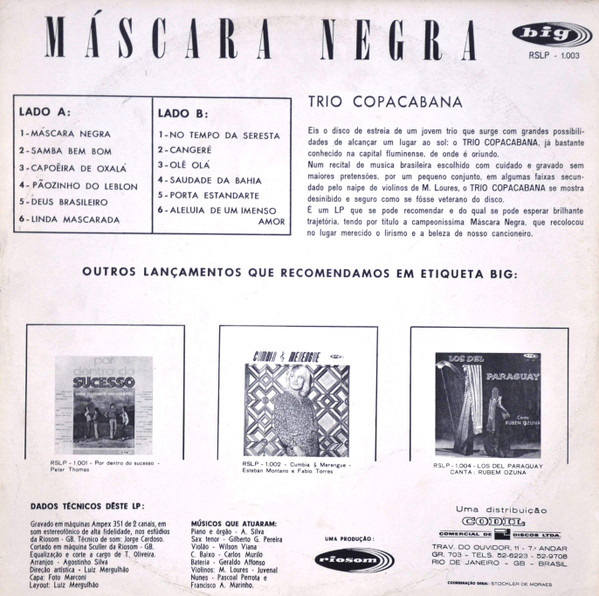 MÁSCARA NEGRA
big
RSLP - 1.003
LADO A:
1 - MÁSCARA NEGRA
2 - SAMBA BEM BOM
3 - CAPOÊIRA DE OXALÁ
4 - PÃOZINHO DO LEBLON
5 - DEUS BRASILEIRO
6 - LINDA MASCARADA
LADO B:
1 - NO TEMPO DA SERESTA
2 - CANGERÉ
3 - OLÊ OLÁ
4 - SAUDADE DA BAHIA
5 - PORTA ESTANDARTE
6 - ALELUIA DE UM IMENSO
AMOR
TRIO COPACABANA
Eis o disco de estreia de um jovem trio que surge com grandes possibili-
dades de alcançar um lugar ao sol: o TRIO COPACABANA, já bastante
conhecido na capital fluminense, de onde é oriundo.
Num recital de musica brasileira escolhido com cuidado e gravado sem
maiores pretensões, por um pequeno conjunto, em algumas faixas secun-
dado pelo naipe de violinos de M. Loures, o TRIO COPACABANA se mostra
desinibido e seguro como se fôsse veterano do disco.
É um LP que se pode recomendar e do qual se pode esperar brilhante
trajetória, tendo por título a campeoníssima Máscara Negra, que recolocou
no lugar merecido o lirismo e a beleza de nosso cancioneiro.
OUTROS LANÇAMENTOS QUE RECOMENDAMOS EM ETIQUETA BIG:
por
dentro do
SUCESSO
RSLP - 1.001 - Por dentro do sucesso -
Peter Thomas
CUMBIA & MERENGUE
RSLP - 1.002 - Cumbia & Merengue -
Esteban Montano e Fabio Torres
LOS DEL
PARAGUAY
Canta:
RUBEN OZUNA
RSLP - 1.004 - LOS DEL PARAGUAY
CANTA: RUBEM OZUNA
DADOS TÉCNICOS DÊSTE LP:
Gravado em máquinas Ampex 351 de 2 canais, em
som estereofônico de alta fidelidade, nos estúdios
da Riosom - GB. Técnico de som: Jorge Cardoso.
Cortado em máquina Sculler da Riosom - GB.
Equalização e corte a cargo de T. Oliveira.
Arranjos - Agostinho Silva
Direção artística - Luiz Mergulhão
Capa: Foto Marconi
Layout: Luiz Mergulhão
MÚSICOS QUE ATUARAM:
Piano e órgão - A. Silva
Sax tenor - Gilberto G. Pereira
Violão - Wilson Viana
C. Baixo - Carlos Murilo
Bateria - Geraldo Affonso
Violinos: M. Loures - Juvenal
Nunes - Pascoal Perrota e
Francisco A. Marinho.
UMA PRODUÇÃO:
riosom
Uma distribuição
CODIL
COMERCIAL DE DISCOS LTDA.
TRAV. DO OUVIDOR, 11 - 7.º ANDAR
GR. 703 - TELS. 52-6223 - 52-9708
RIO DE JANEIRO - GB - BRASIL
COORDENAÇÃO GERAL: STOCKLER DE MORAES